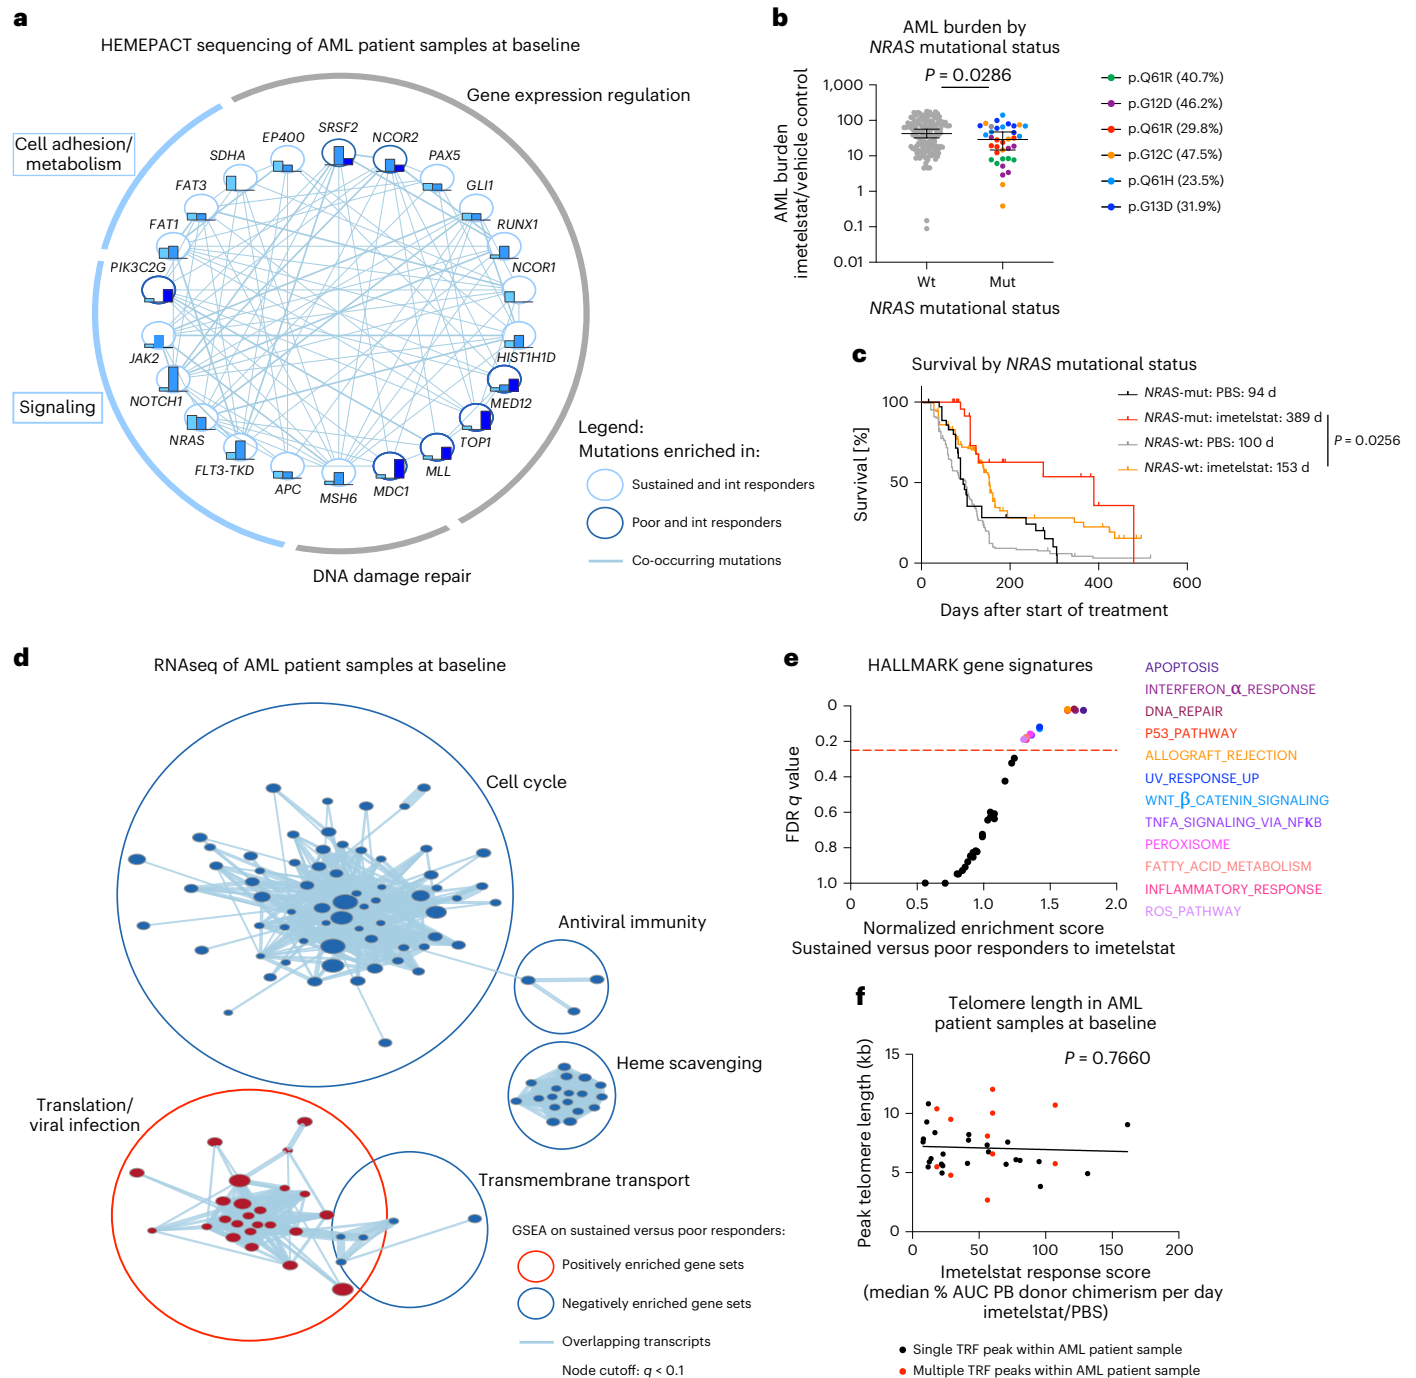 a
HEMEPACT sequencing of AML patient samples at baseline
Gene expression regulation
Cell adhesion/
metabolism
Signaling
DNA damage repair
SRSF2
NCOR2
PAX5
GLI1
RUNX1
NCOR1
HIST1H1D
MED12
TOP1
MLL
MDC1
MSH6
APC
FLT3-TKD
NRAS
NOTCH1
JAK2
PIK3C2G
FAT1
FAT3
SDHA
EP400
Legend:
Mutations enriched in:
Sustained and int responders
Poor and int responders
Co-occurring mutations
b
AML burden by
NRAS mutational status
P = 0.0286
AML burden
imetelstat/vehicle control
1,000
100
10
1
0.1
0.01
Wt
Mut
NRAS mutational status
p.Q61R (40.7%)
p.G12D (46.2%)
p.Q61R (29.8%)
p.G12C (47.5%)
p.Q61H (23.5%)
p.G13D (31.9%)
c
Survival by NRAS mutational status
Survival [%]
100
50
0
0
200
400
600
Days after start of treatment
NRAS-mut: PBS: 94 d
NRAS-mut: imetelstat: 389 d
NRAS-wt: PBS: 100 d
NRAS-wt: imetelstat: 153 d
P = 0.0256
d
RNAseq of AML patient samples at baseline
Cell cycle
Antiviral immunity
Heme scavenging
Translation/
viral infection
Transmembrane transport
GSEA on sustained versus poor responders:
Positively enriched gene sets
Negatively enriched gene sets
Overlapping transcripts
Node cutoff: q < 0.1
e
HALLMARK gene signatures
FDR q value
0
0.2
0.4
0.6
0.8
1.0
0
0.5
1.0
1.5
2.0
Normalized enrichment score
Sustained versus poor responders to imetelstat
APOPTOSIS
INTERFERON_α_RESPONSE
DNA_REPAIR
P53_PATHWAY
ALLOGRAFT_REJECTION
UV_RESPONSE_UP
WNT_β_CATENIN_SIGNALING
TNFA_SIGNALING_VIA_NFκB
PEROXISOME
FATTY_ACID_METABOLISM
INFLAMMATORY_RESPONSE
ROS_PATHWAY
f
Telomere length in AML
patient samples at baseline
P = 0.7660
Peak telomere length (kb)
15
10
5
0
0
50
100
150
200
Imetelstat response score
(median % AUC PB donor chimerism per day
imetelstat/PBS)
Single TRF peak within AML patient sample
Multiple TRF peaks within AML patient sample